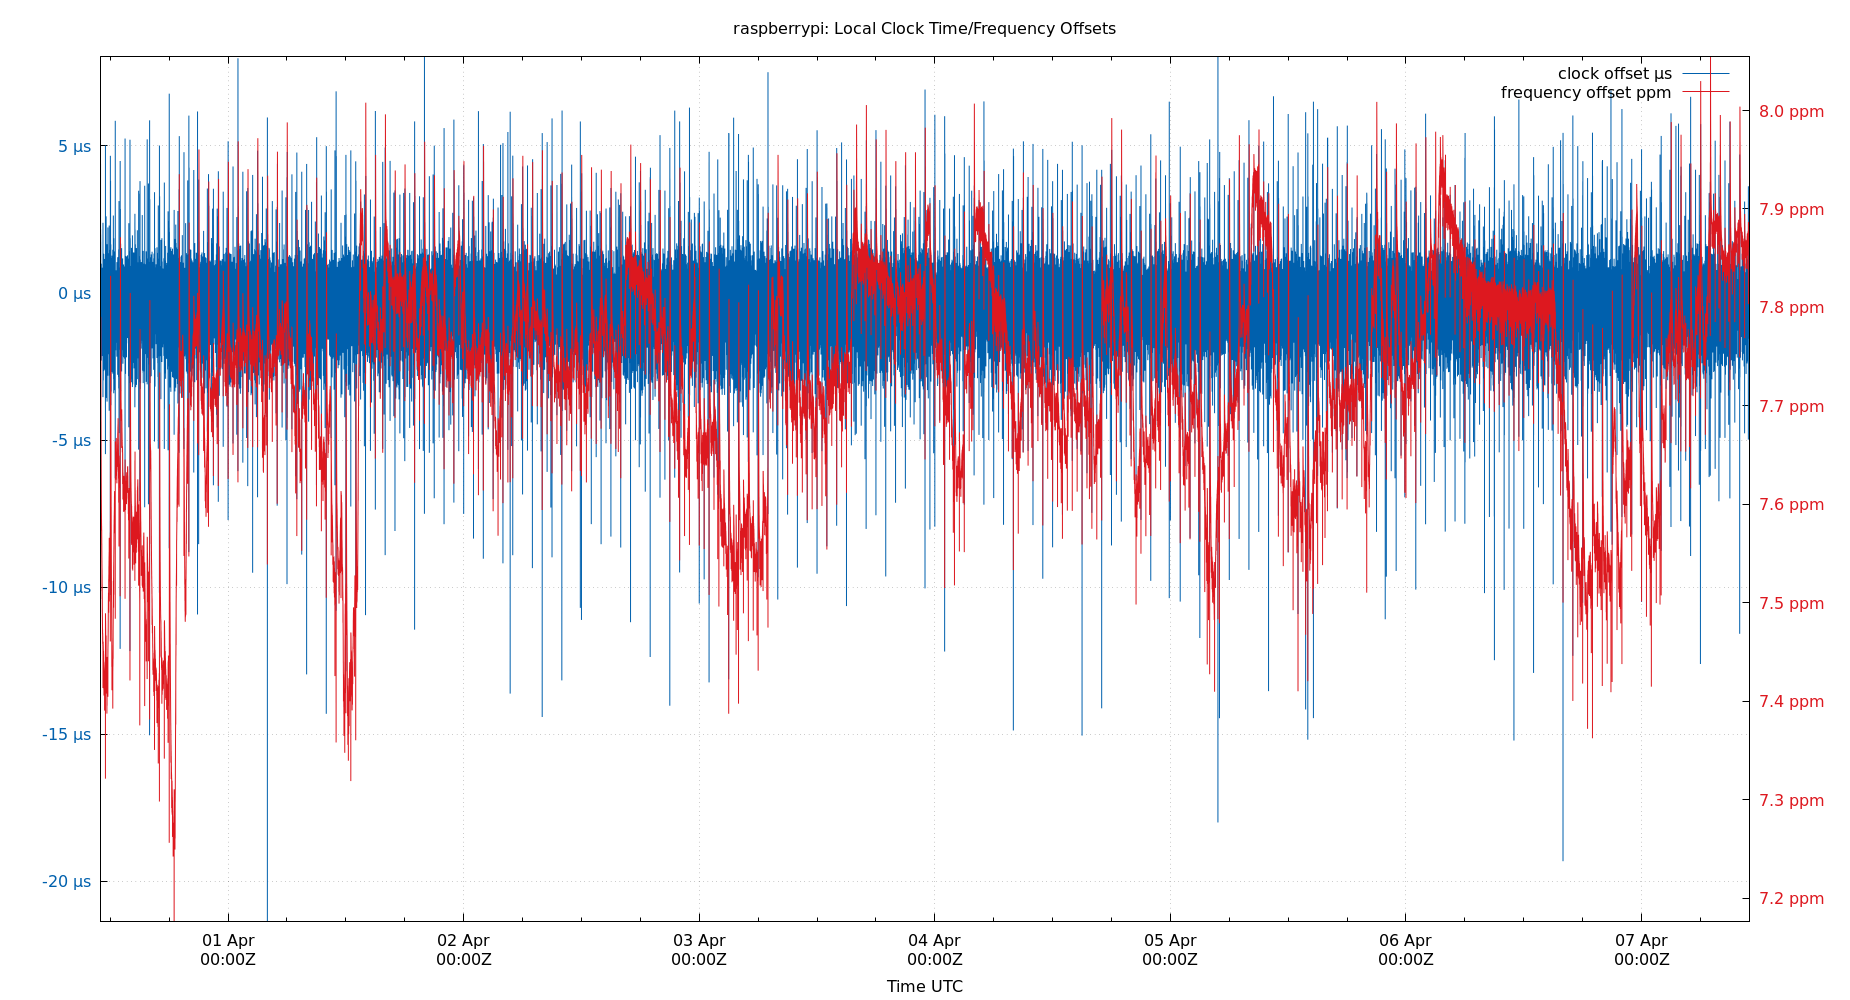 raspberrypi: Local Clock Time/Frequency Offsets
clock offset µs
frequency offset ppm
5 µs
0 µs
-5 µs
-10 µs
-15 µs
-20 µs
8.0 ppm
7.9 ppm
7.8 ppm
7.7 ppm
7.6 ppm
7.5 ppm
7.4 ppm
7.3 ppm
7.2 ppm
01 Apr
00:00Z
02 Apr
00:00Z
03 Apr
00:00Z
04 Apr
00:00Z
05 Apr
00:00Z
06 Apr
00:00Z
07 Apr
00:00Z
Time UTC